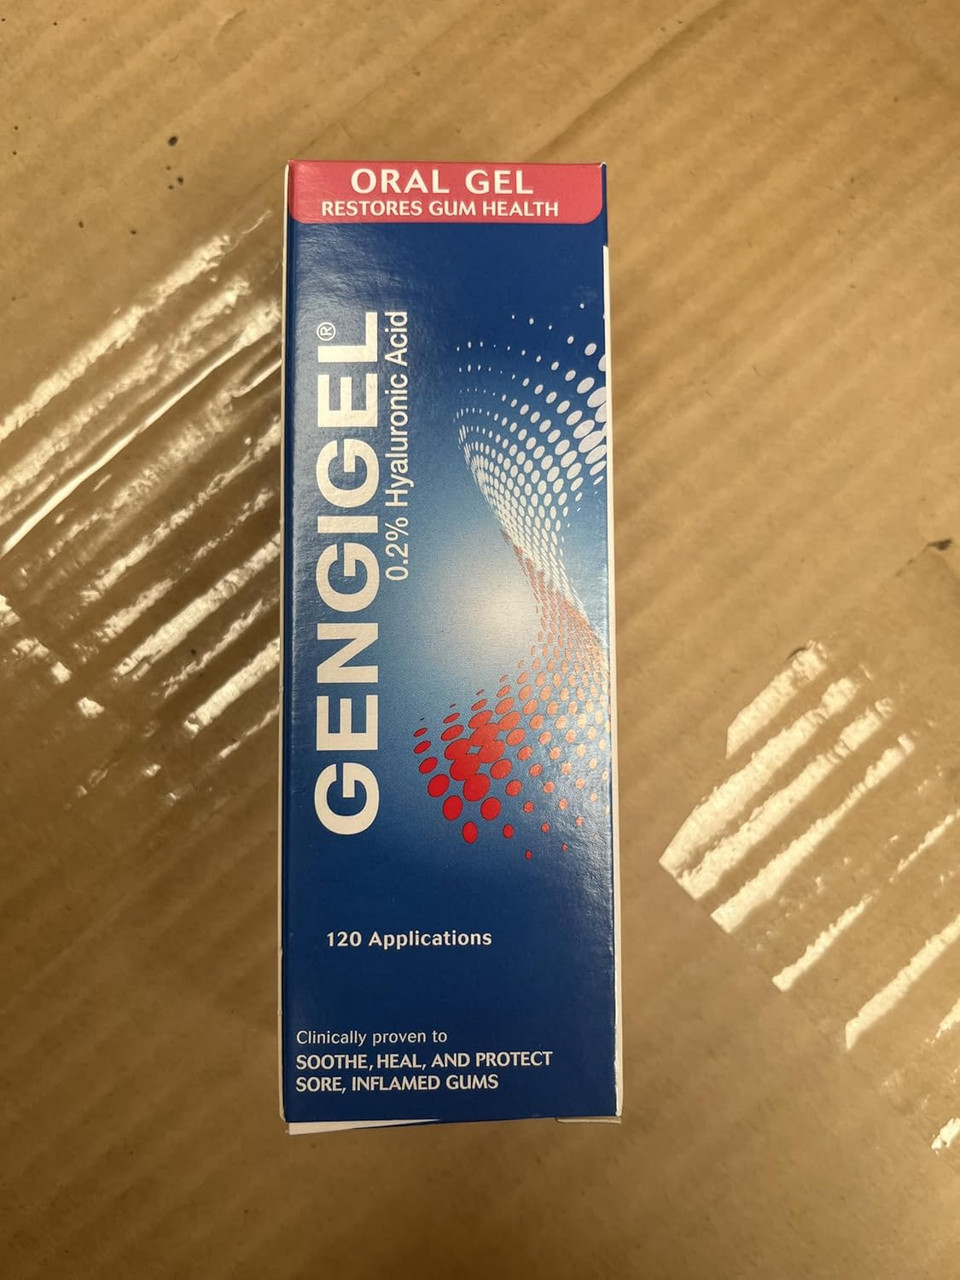 ORAL GEL
RESTORES GUM HEALTH
GENGIGEL®
0.2% Hyaluronic Acid
120 Applications
Clinically proven to
SOOTHE, HEAL, AND PROTECT
SORE, INFLAMED GUMS